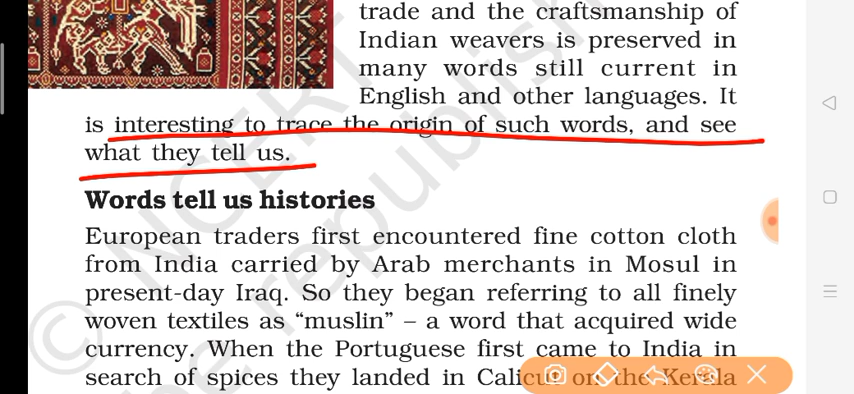 trade and the craftsmanship of
Indian weavers is preserved in
many words still current in
English and other languages. It
is interesting to trace the origin of such words, and see
what they tell us.
Words tell us histories
European traders first encountered fine cotton cloth
from India carried by Arab merchants in Mosul in
present-day Iraq. So they began referring to all finely
woven textiles as “muslin” – a word that acquired wide
currency. When the Portuguese first came to India in
search of spices they landed in Calicut on the Kerala
© NCERT
be republish